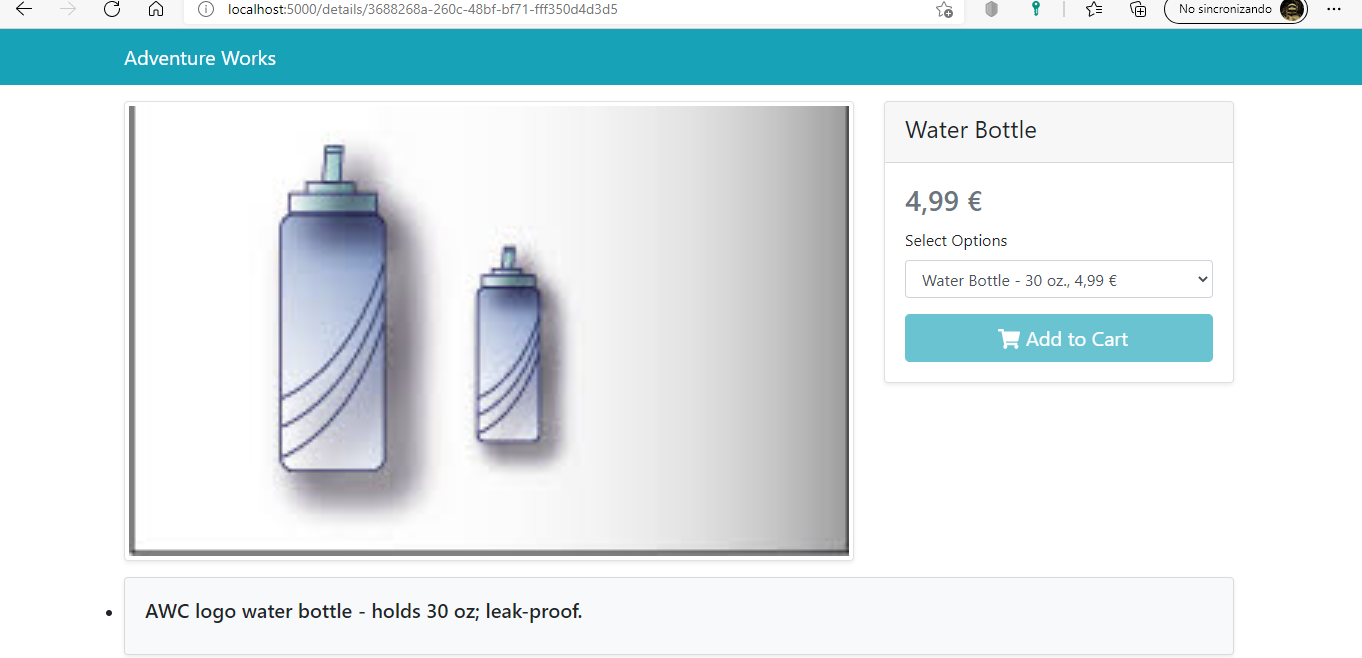 localhost:5000/details/3688268a-260c-48bf-bf71-fff350d4d3d5
No sincronizando
Adventure Works
Water Bottle
4,99 €
Select Options
Water Bottle - 30 oz., 4,99 €
Add to Cart
AWC logo water bottle - holds 30 oz; leak-proof.